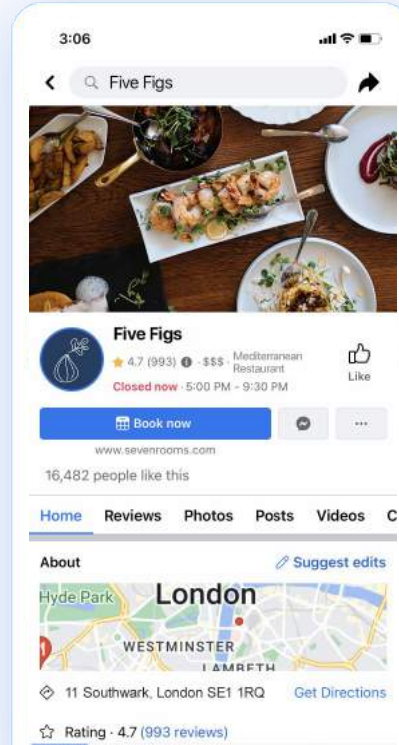 3:06
Five Figs
Five Figs
4.7 (993) · $$$ · Mediterranean
Restaurant
Closed now · 5:00 PM - 9:30 PM
Like
Book now
www.sevenrooms.com
16,482 people like this
Home Reviews Photos Posts Videos C
About
Suggest edits
Hyde Park
London
WESTMINSTER
LAMBETH
11 Southwark, London SE1 1RQ
Get Directions
Rating · 4.7 (993 reviews)